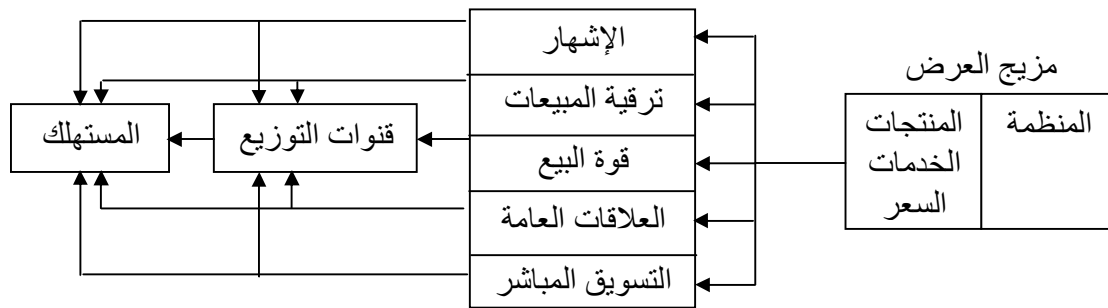 مزيج العرض
المنظمة
المنتجات
الخدمات
السعر
الإشهار
ترقية المبيعات
قوة البيع
العلاقات العامة
التسويق المباشر
قنوات التوزيع
المستهلك